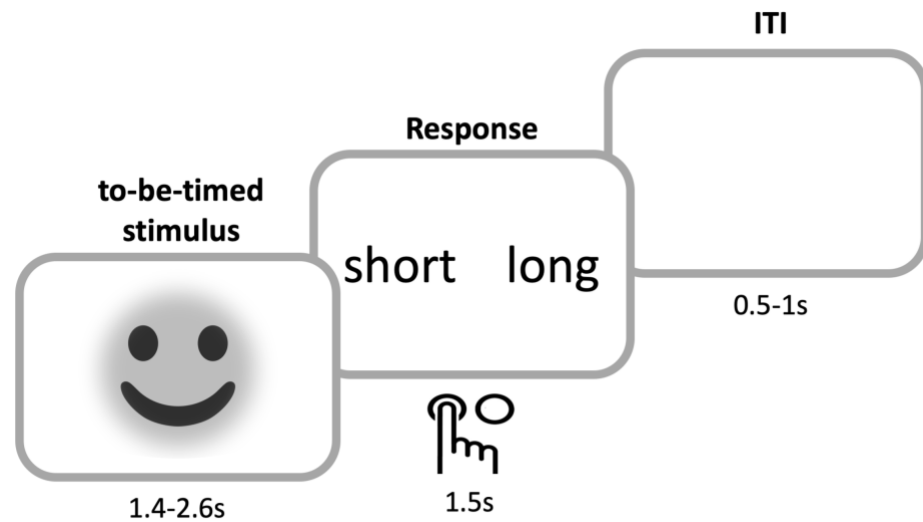 to-be-timed
stimulus
1.4-2.6s
Response
short long
1.5s
ITI
0.5-1s